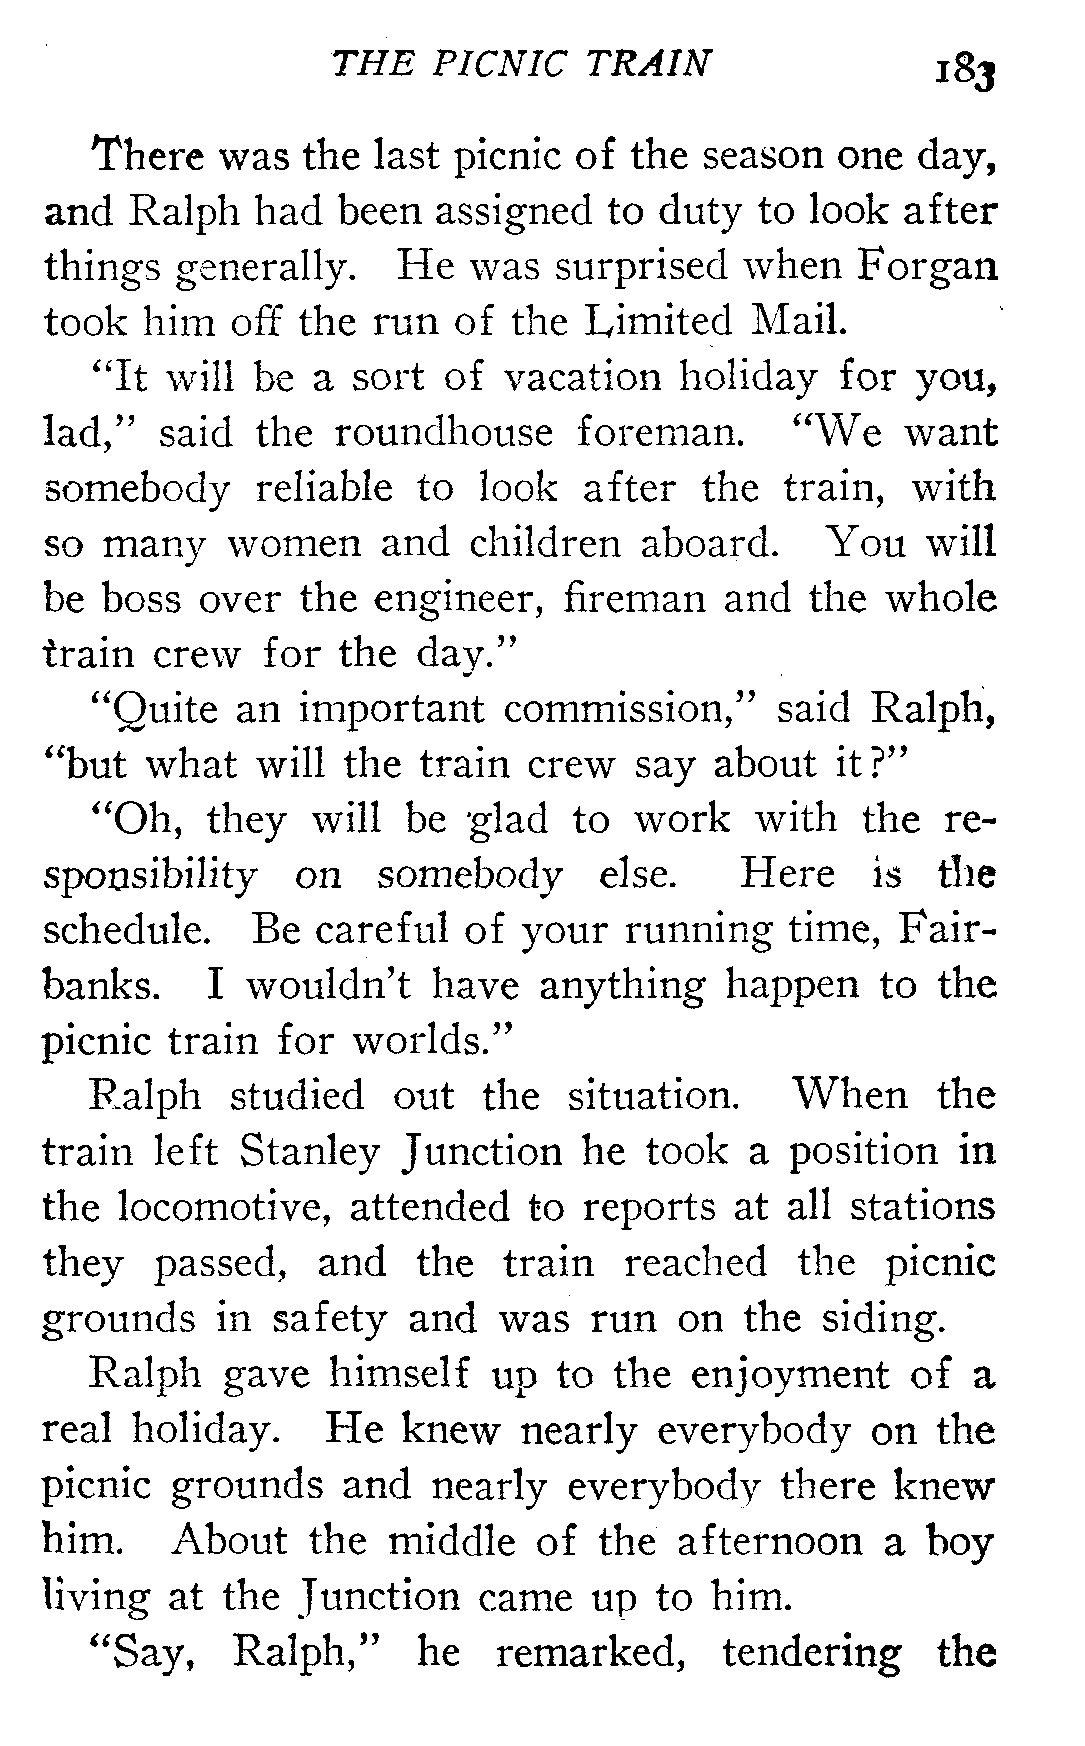 THE PICNIC TRAIN 183
There was the last picnic of the season one day,
and Ralph had been assigned to duty to look after
things generally. He was surprised when Forgan
took him off the run of the Limited Mail.
“It will be a sort of vacation holiday for you,
lad,” said the roundhouse foreman. “We want
somebody reliable to look after the train, with
so many women and children aboard. You will
be boss over the engineer, fireman and the whole
train crew for the day.”
“Quite an important commission,” said Ralph,
“but what will the train crew say about it?”
“Oh, they will be glad to work with the re-
sponsibility on somebody else. Here is the
schedule. Be careful of your running time, Fair-
banks. I wouldn’t have anything happen to the
picnic train for worlds.”
Ralph studied out the situation. When the
train left Stanley Junction he took a position in
the locomotive, attended to reports at all stations
they passed, and the train reached the picnic
grounds in safety and was run on the siding.
Ralph gave himself up to the enjoyment of a
real holiday. He knew nearly everybody on the
picnic grounds and nearly everybody there knew
him. About the middle of the afternoon a boy
living at the Junction came up to him.
“Say, Ralph,” he remarked, tendering the